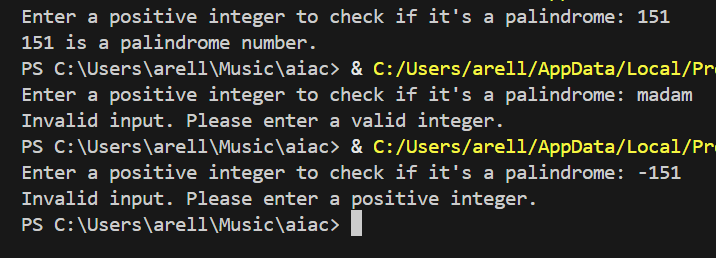 Enter a positive integer to check if it's a palindrome: 151
151 is a palindrome number.
PS C:\Users\arell\Music\aiac> & C:/Users/arell/AppData/Local/Pr
Enter a positive integer to check if it's a palindrome: madam
Invalid input. Please enter a valid integer.
PS C:\Users\arell\Music\aiac> & C:/Users/arell/AppData/Local/Pr
Enter a positive integer to check if it's a palindrome: -151
Invalid input. Please enter a positive integer.
PS C:\Users\arell\Music\aiac>